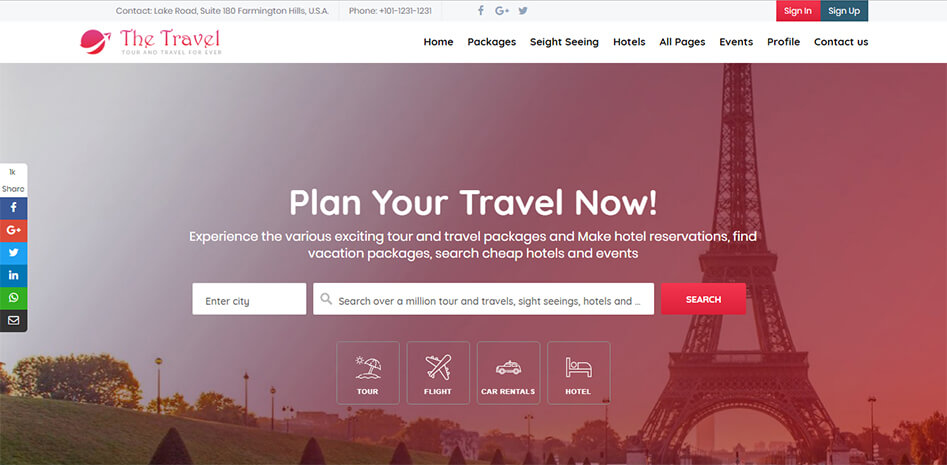 Contact: Lake Road, Suite 180 Farmington Hills, U.S.A. Phone: +101-1231-1231 Sign In Sign Up
The Travel
TOUR AND TRAVEL FOR EVER
Home Packages Seight Seeing Hotels All Pages Events Profile Contact us
1k
Share
Plan Your Travel Now!
Experience the various exciting tour and travel packages and Make hotel reservations, find
vacation packages, search cheap hotels and events
Enter city Search over a million tour and travels, sight seeings, hotels and ... SEARCH
TOUR FLIGHT CAR RENTALS HOTEL